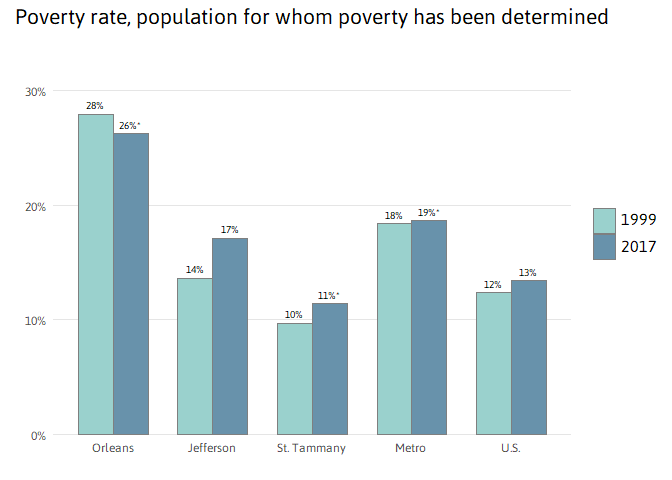 Poverty rate, population for whom poverty has been determined
30%
28%
26%*
20%
18%
19%*
17%
14%
12%
13%
10%
10%
11%*
0%
Orleans
Jefferson
St. Tammany
Metro
U.S.
1999
2017